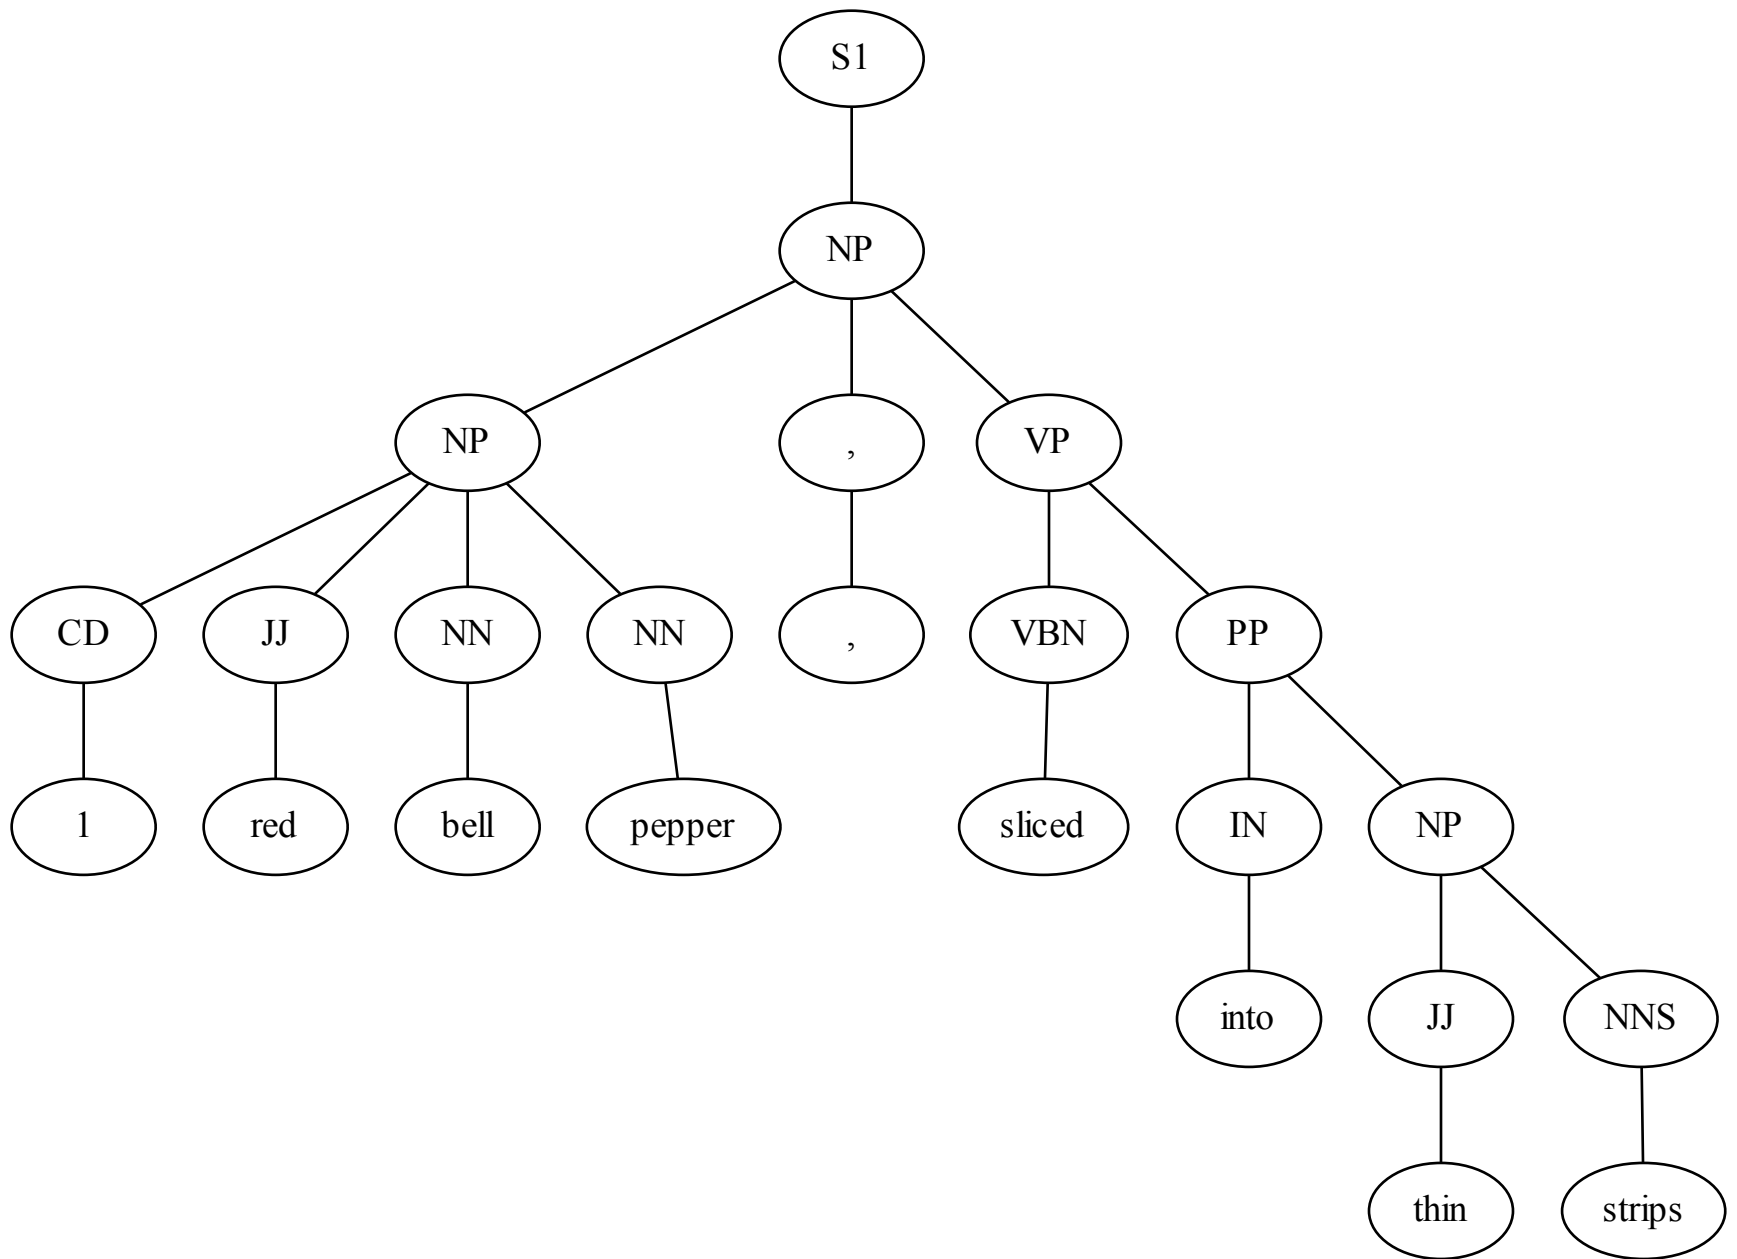 S1
NP
NP , VP
CD JJ NN NN , VBN PP
1 red bell pepper sliced IN NP
into JJ NNS
thin strips